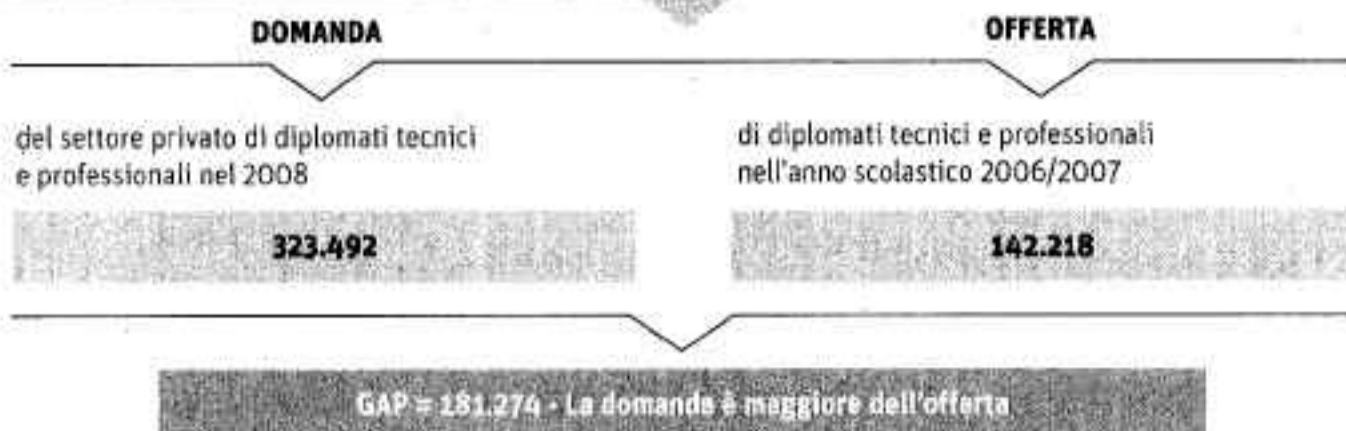 DOMANDA
del settore privato di diplomati tecnici
e professionali nel 2008
323.492
OFFERTA
di diplomati tecnici e professionali
nell'anno scolastico 2006/2007
142.218
GAP = 181.274 - La domanda è maggiore dell'offerta